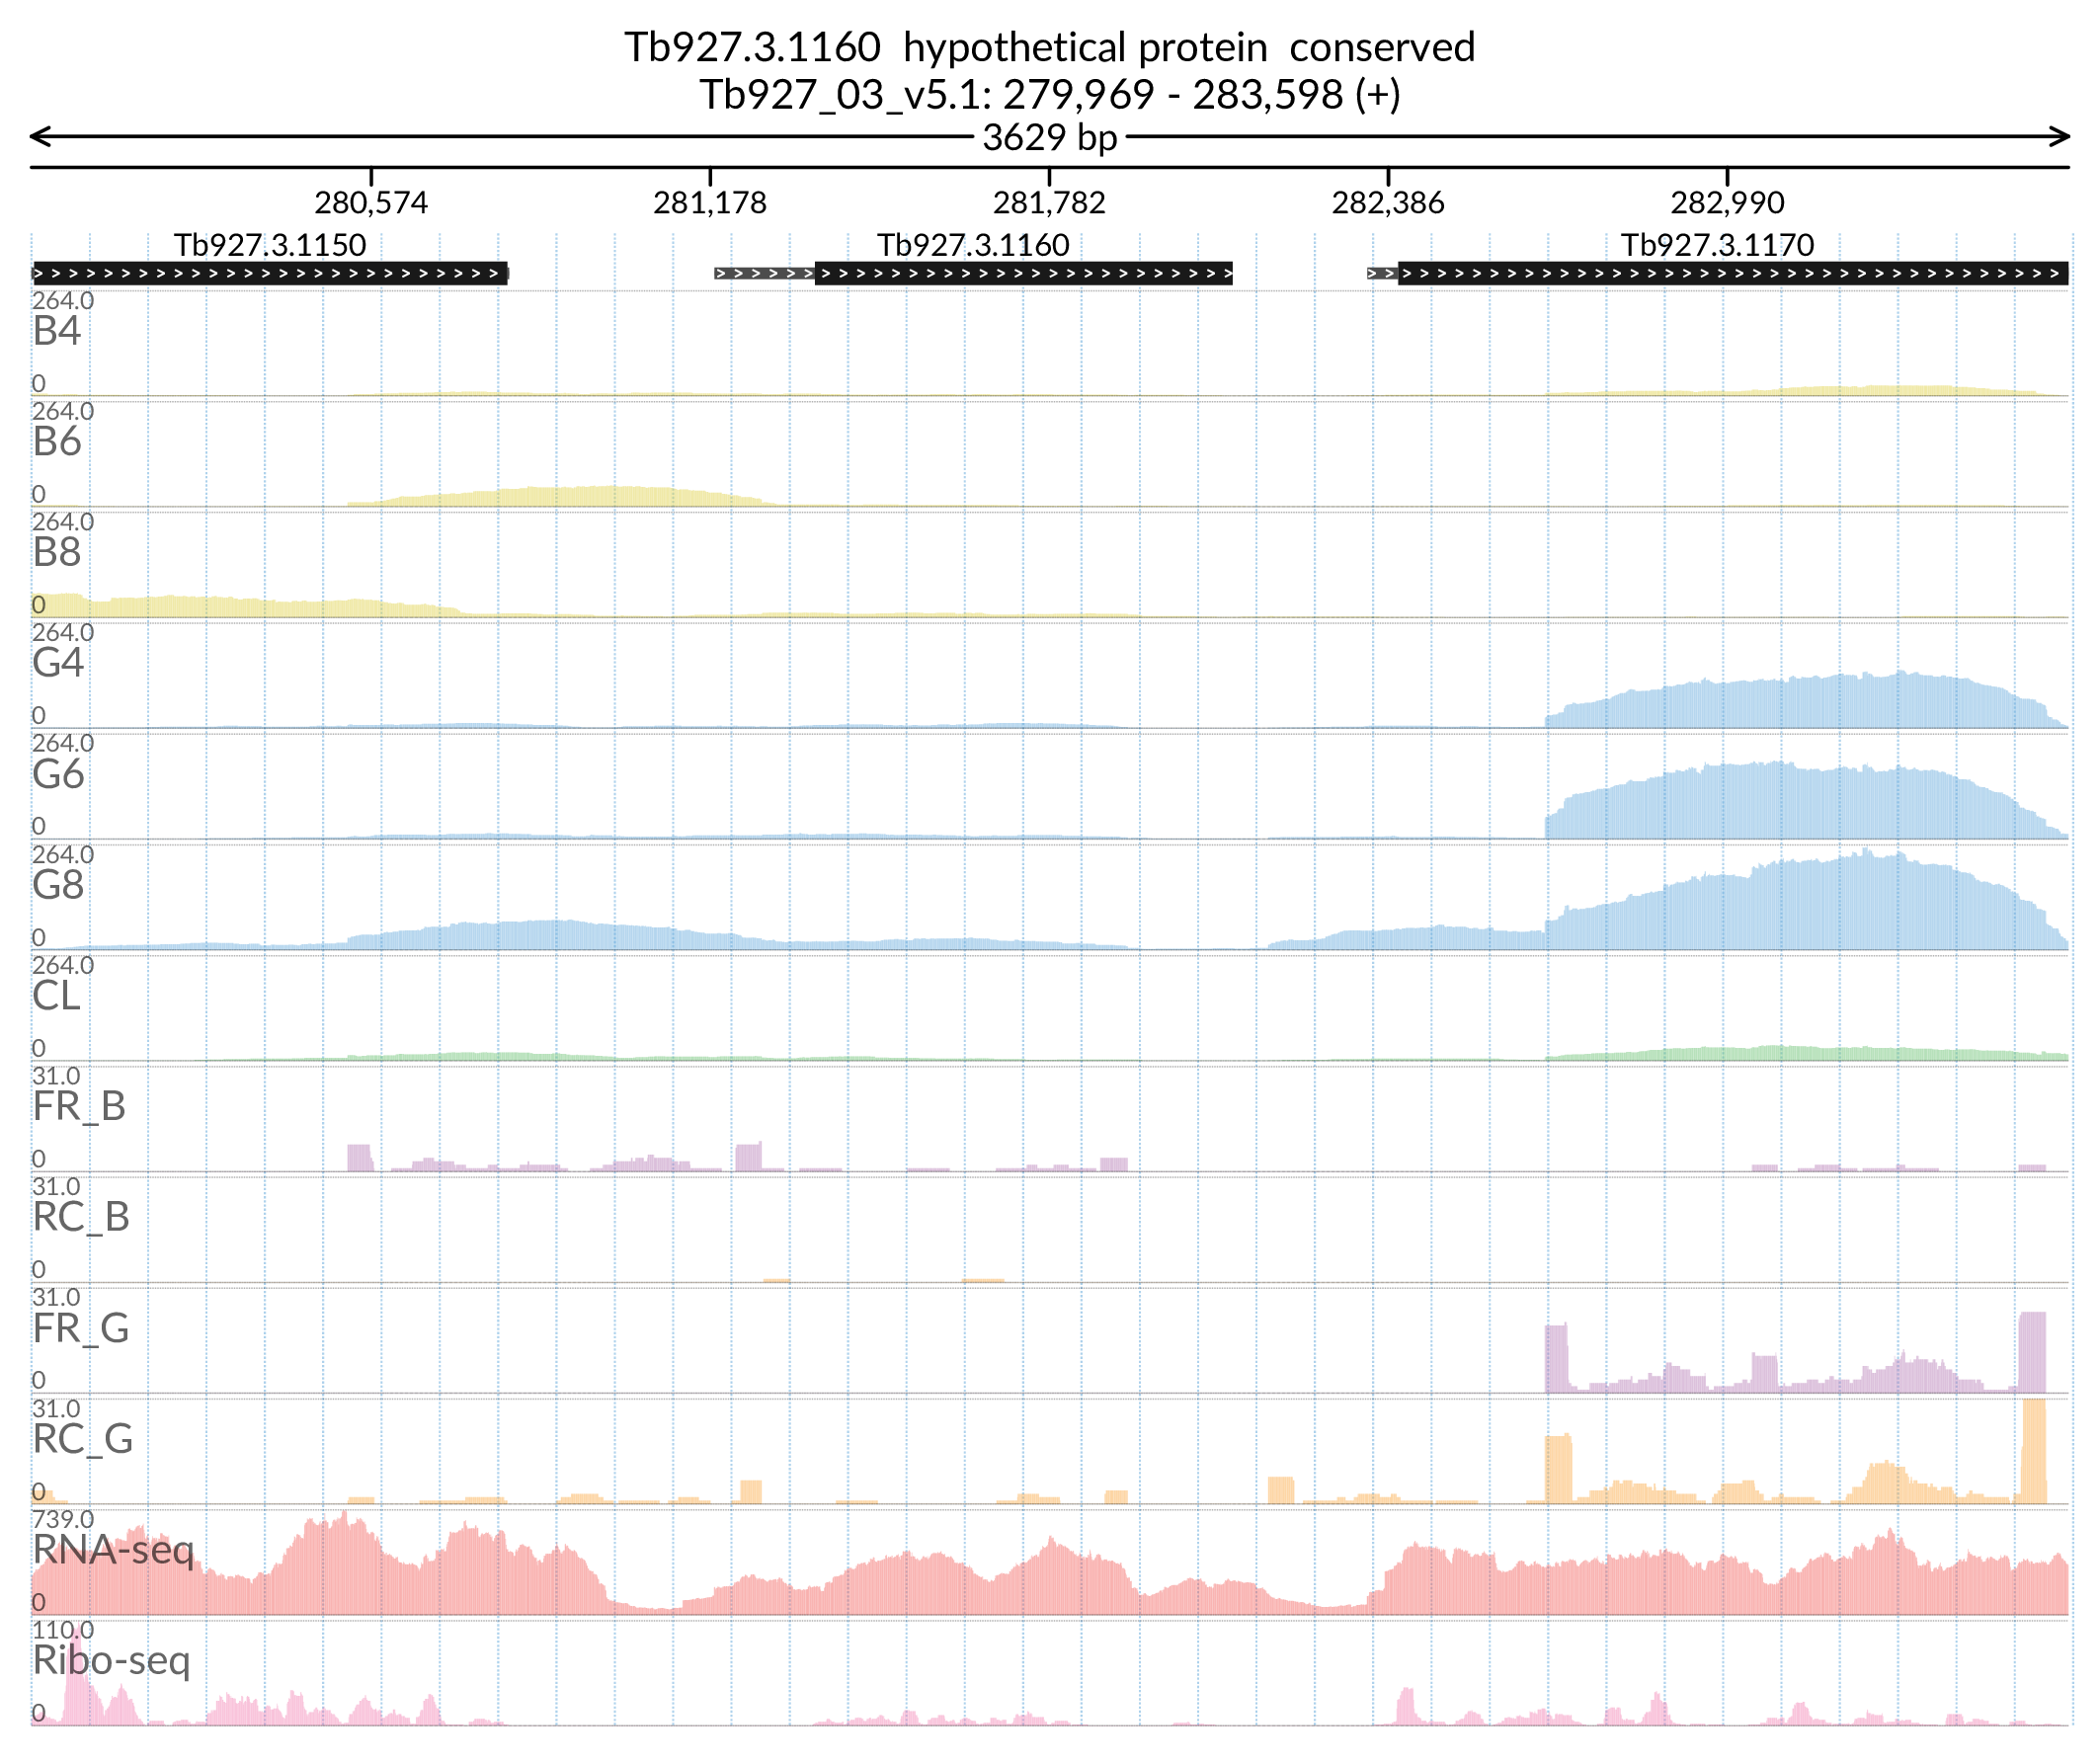 Tb927.3.1160 hypothetical protein conserved
Tb927_03_v5.1: 279,969 - 283,598 (+)
3629 bp
280,574 281,178 281,782 282,386 282,990
Tb927.3.1150 Tb927.3.1160 Tb927.3.1170
264.0
B4
0
264.0
B6
0
264.0
B8
0
264.0
G4
0
264.0
G6
0
264.0
G8
0
264.0
CL
0
31.0
FR_B
0
31.0
RC_B
0
31.0
FR_G
0
31.0
RC_G
0
739.0
RNA-seq
0
110.0
Ribo-seq
0